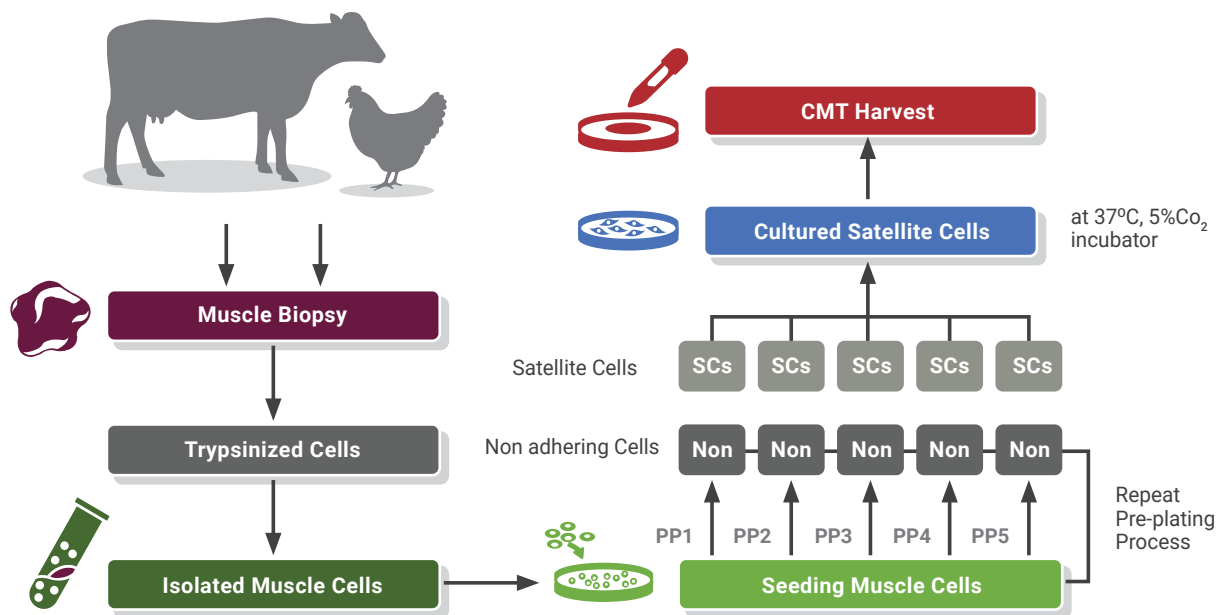 Muscle Biopsy
Trypsinized Cells
Isolated Muscle Cells
CMT Harvest
Cultured Satellite Cells
at 37ºC, 5%Co₂
incubator
Satellite Cells
SCs SCs SCs SCs SCs
Non adhering Cells
Non Non Non Non Non
PP1 PP2 PP3 PP4 PP5
Repeat
Pre-plating
Process
Seeding Muscle Cells